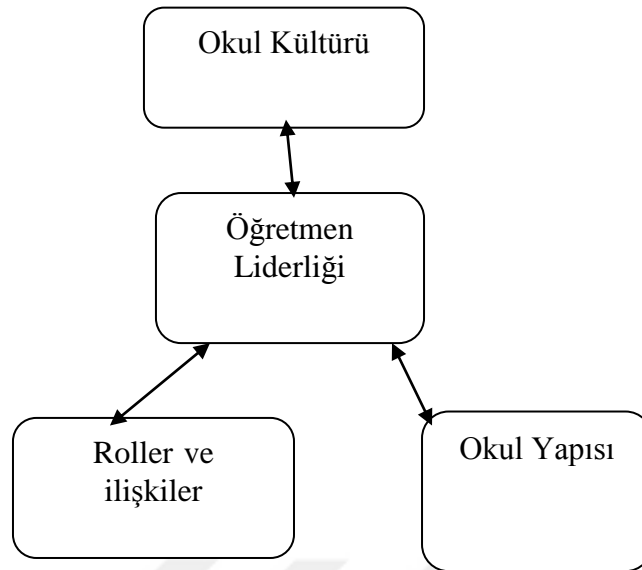 Okul Kültürü
Öğretmen
Liderliği
Roller ve
ilişkiler
Okul Yapısı